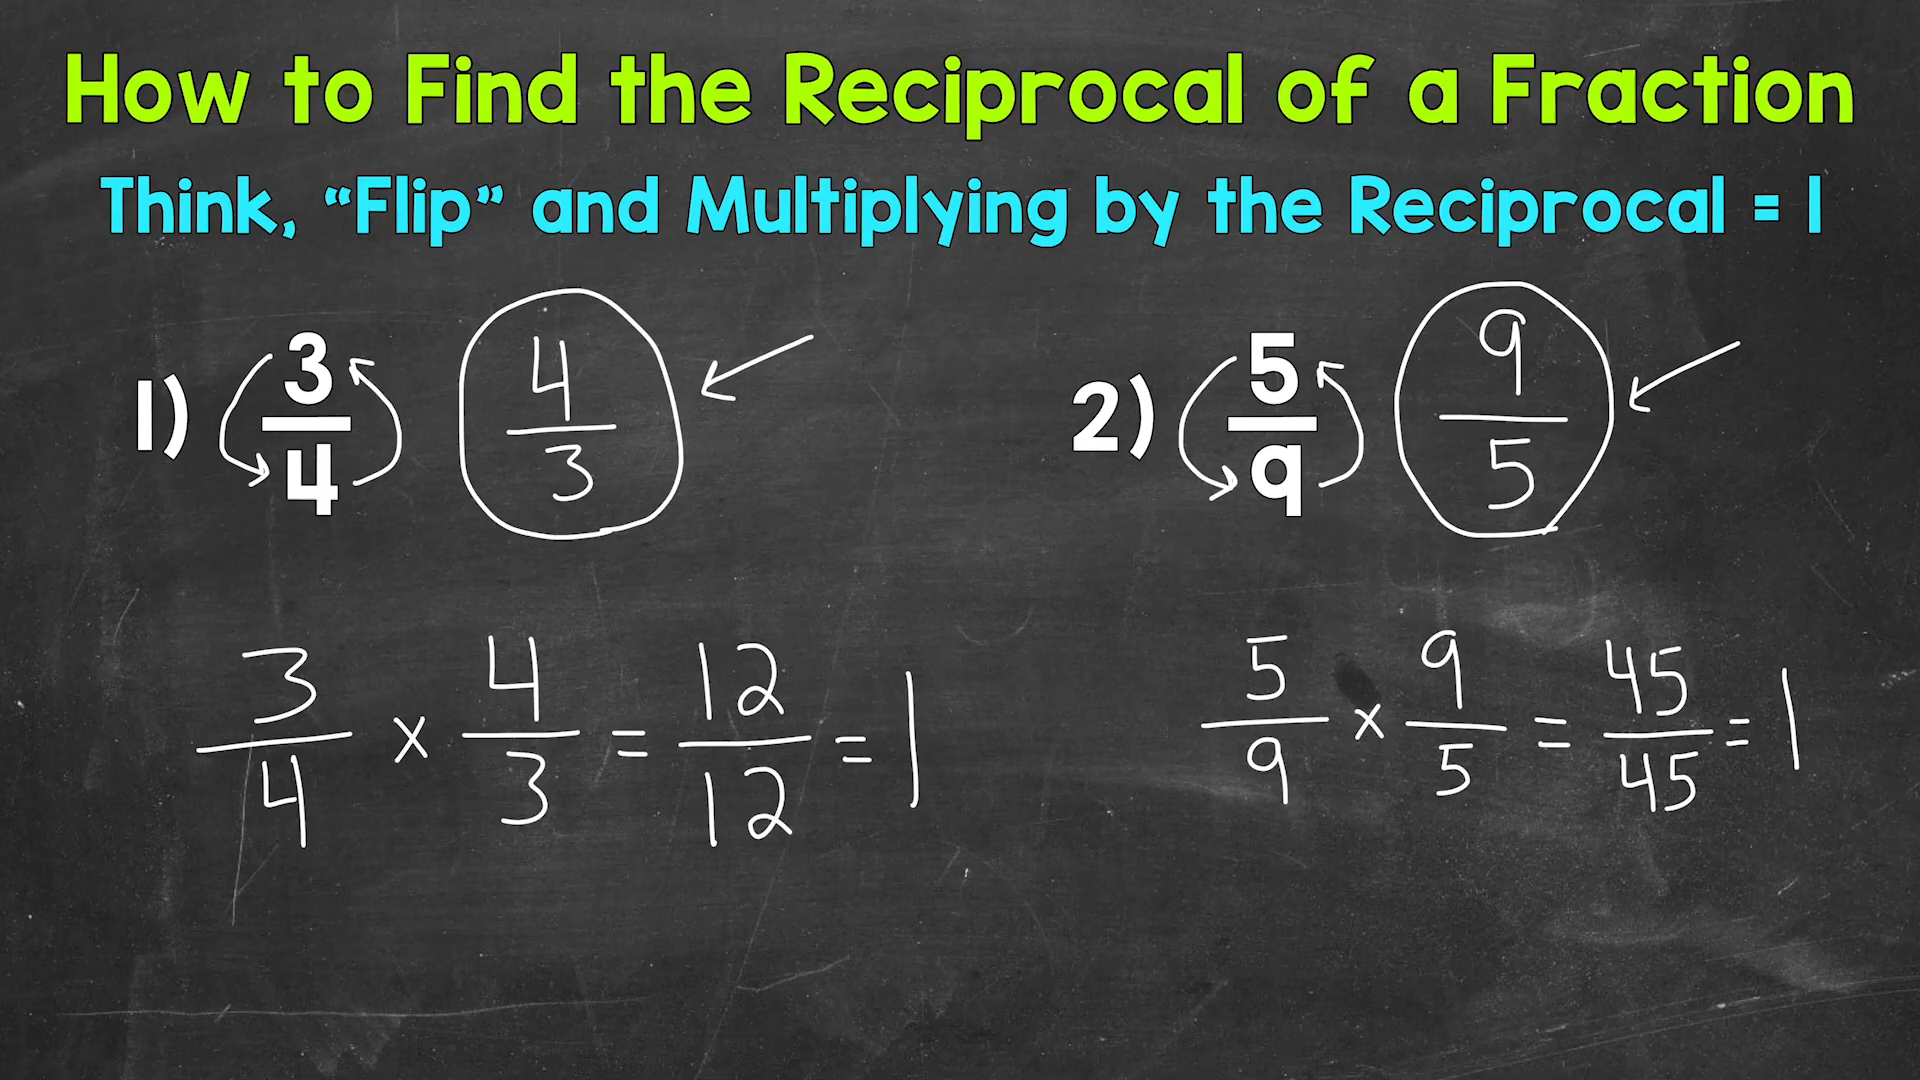 How to Find the Reciprocal of a Fraction
Think, “Flip” and Multiplying by the Reciprocal = 1
1) 3/4 4/3
2) 5/9 9/5
3/4 x 4/3 = 12/12 = 1
5/9 x 9/5 = 45/45 = 1